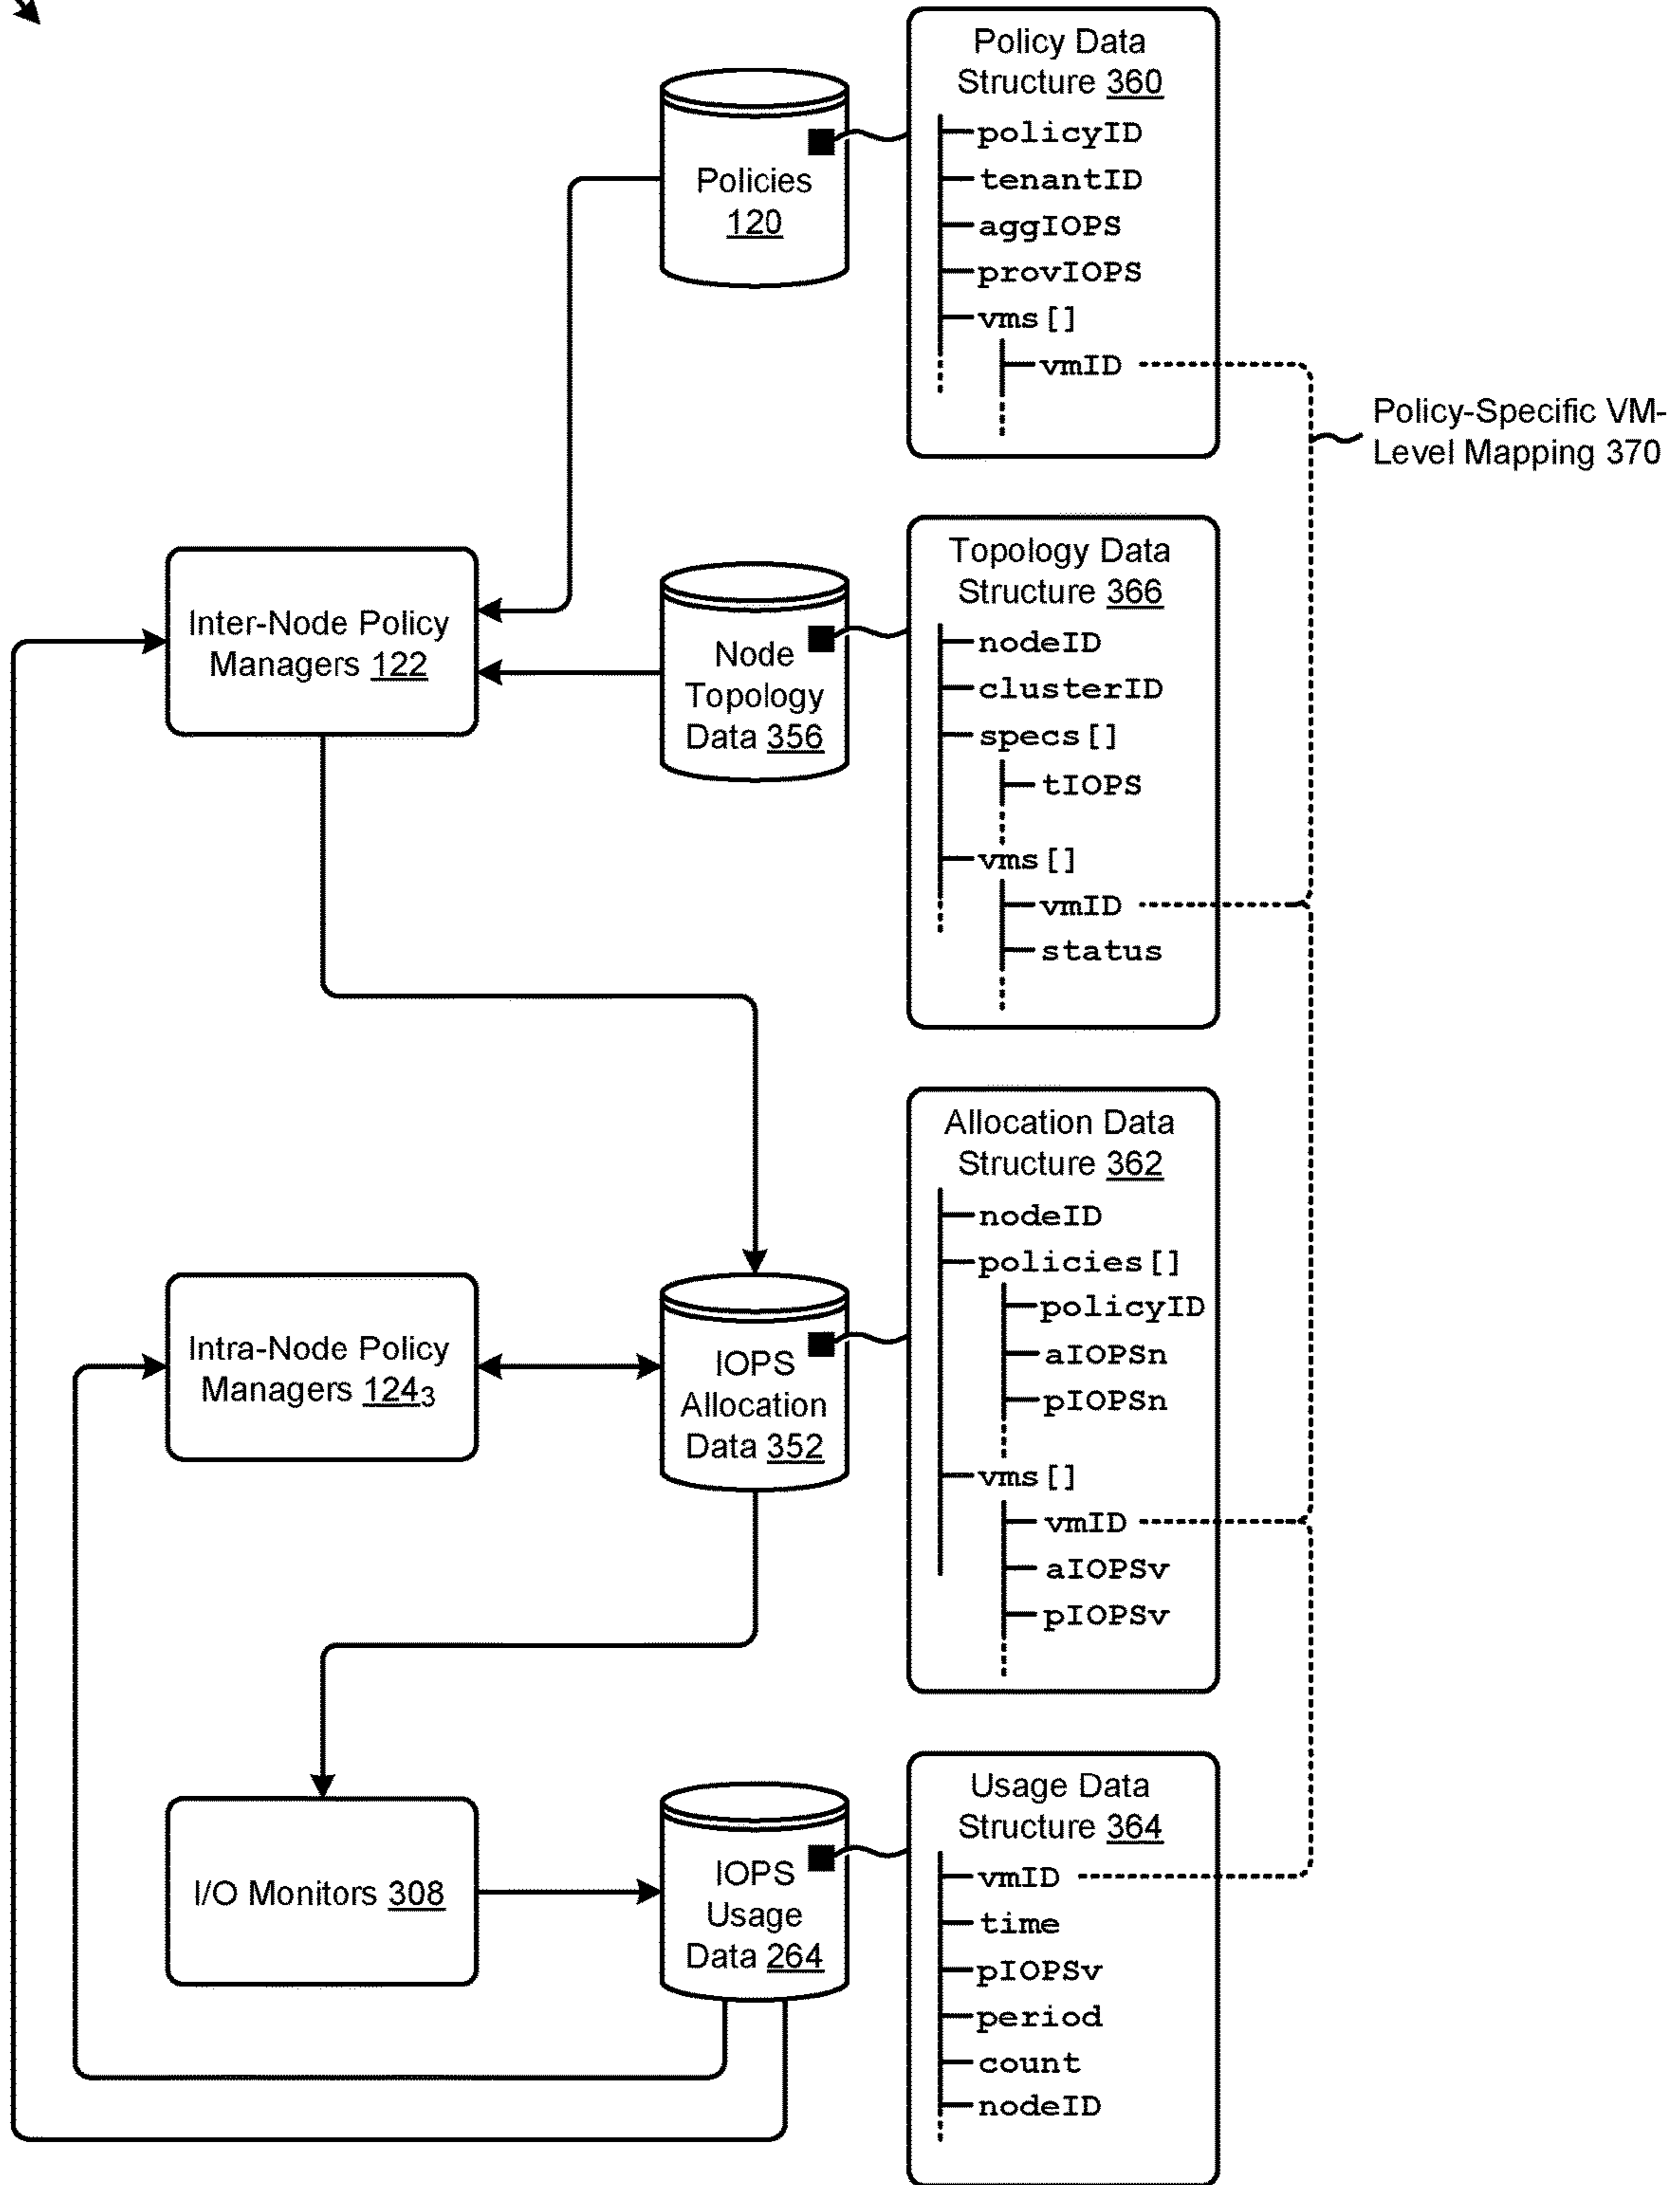 Policy Data
Structure 360
policyID
tenantID
aggIOPS
provIOPS
vms[]
vmID
Policies
120
Policy-Specific VM-
Level Mapping 370
Topology Data
Structure 366
nodeID
clusterID
specs[]
tIOPS
vms[]
vmID
status
Inter-Node Policy
Managers 122
Node
Topology
Data 356
Allocation Data
Structure 362
nodeID
policies[]
policyID
aIOPSn
pIOPSn
vms[]
vmID
aIOPSv
pIOPSv
Intra-Node Policy
Managers 124₃
IOPS
Allocation
Data 352
Usage Data
Structure 364
vmID
time
pIOPSv
period
count
nodeID
I/O Monitors 308
IOPS
Usage
Data 264